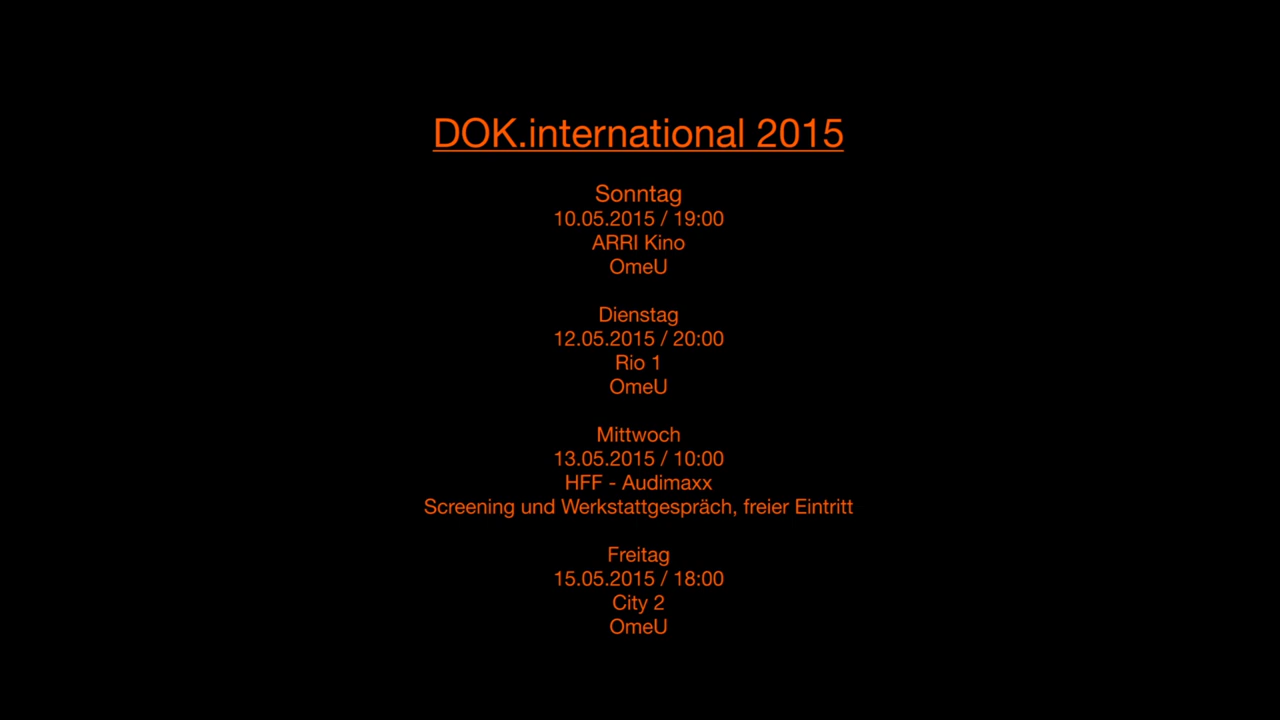 DOK.international 2015
Sonntag
10.05.2015 / 19:00
ARRI Kino
OmeU
Dienstag
12.05.2015 / 20:00
Rio 1
OmeU
Mittwoch
13.05.2015 / 10:00
HFF - Audimaxx
Screening und Werkstattgespräch, freier Eintritt
Freitag
15.05.2015 / 18:00
City 2
OmeU